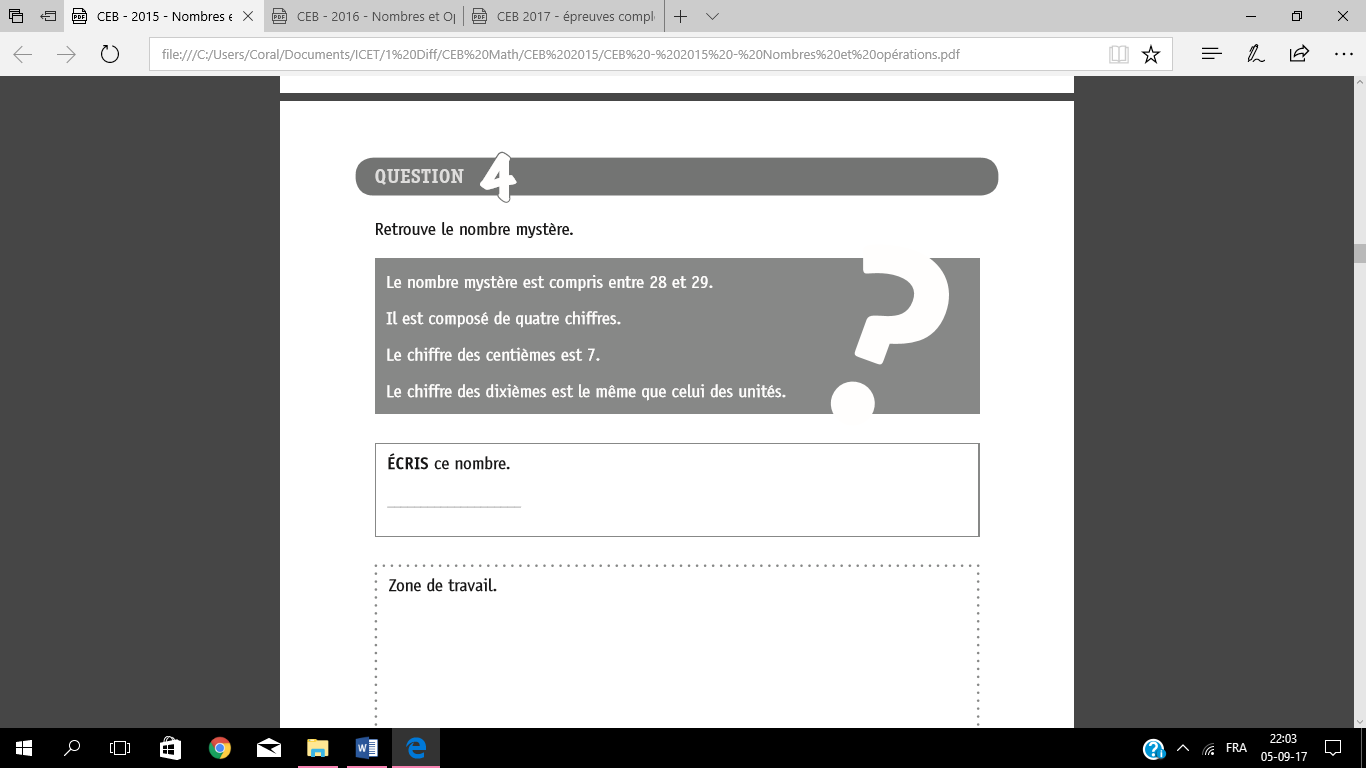 CEB - 2015 - Nombres e
CEB - 2016 - Nombres et Op
CEB 2017 - épreuves compl
file:///C:/Users/Coral/Documents/ICET/1%20Diff/CEB%20Math/CEB%202015/CEB%20-%202015%20-%20Nombres%20et%20opérations.pdf
QUESTION 4
Retrouve le nombre mystère.
Le nombre mystère est compris entre 28 et 29.
Il est composé de quatre chiffres.
Le chiffre des centièmes est 7.
Le chiffre des dixièmes est le même que celui des unités.
?
ÉCRIS ce nombre.
Zone de travail.
FRA
22:03
05-09-17